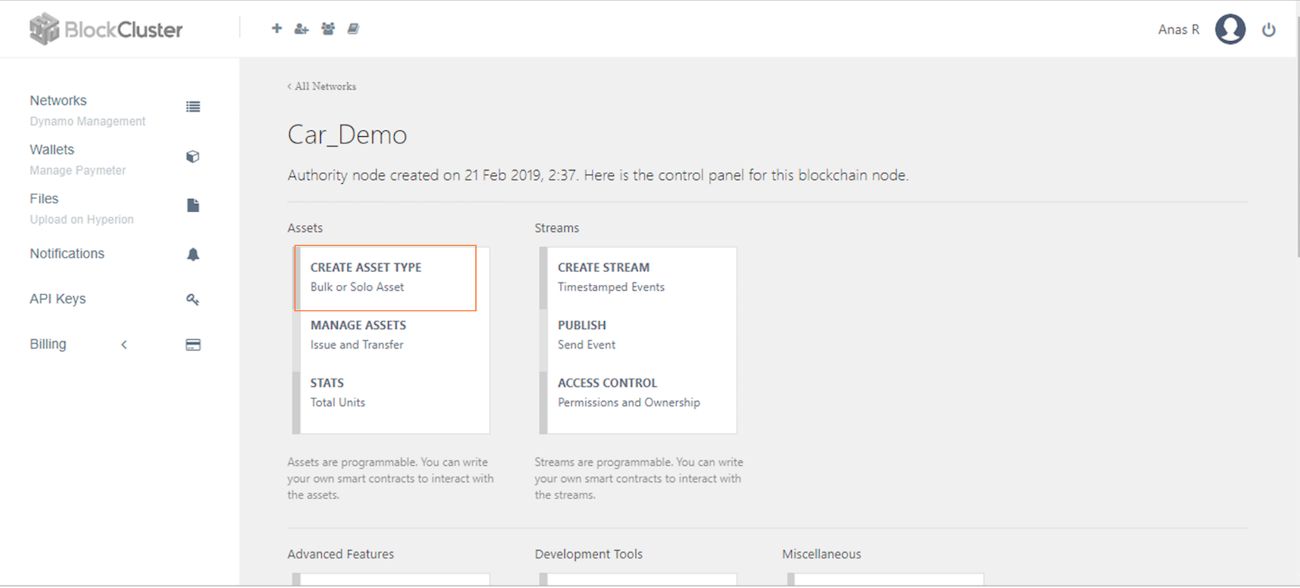 BlockCluster
Anas R
Networks
Dynamo Management
Wallets
Manage Paymeter
Files
Upload on Hyperion
Notifications
API Keys
Billing
‹ All Networks
Car_Demo
Authority node created on 21 Feb 2019, 2:37. Here is the control panel for this blockchain node.
Assets
CREATE ASSET TYPE
Bulk or Solo Asset
MANAGE ASSETS
Issue and Transfer
STATS
Total Units
Assets are programmable. You can write
your own smart contracts to interact with
the assets.
Streams
CREATE STREAM
Timestamped Events
PUBLISH
Send Event
ACCESS CONTROL
Permissions and Ownership
Streams are programmable. You can write
your own smart contracts to interact with
the streams.
Advanced Features
Development Tools
Miscellaneous